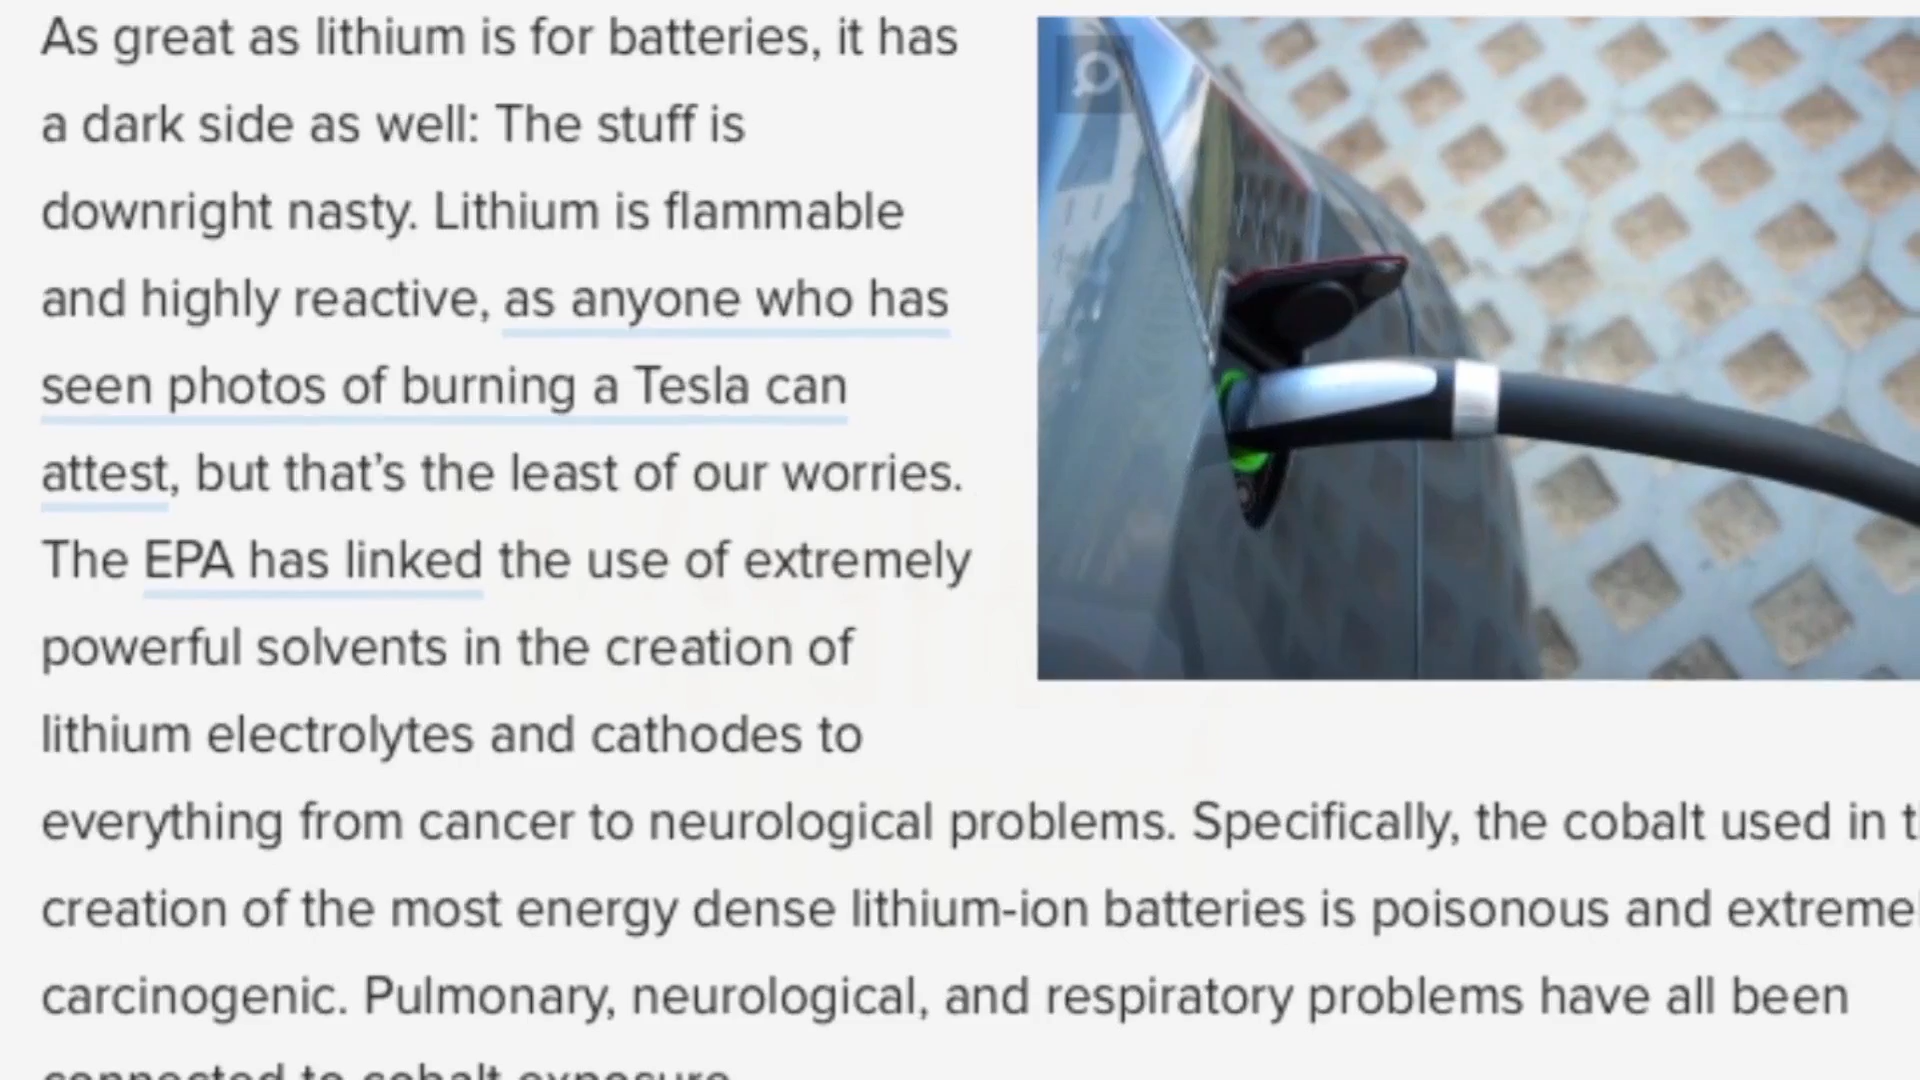 As great as lithium is for batteries, it has
a dark side as well: The stuff is
downright nasty. Lithium is flammable
and highly reactive, as anyone who has
seen photos of burning a Tesla can
attest, but that’s the least of our worries.
The EPA has linked the use of extremely
powerful solvents in the creation of
lithium electrolytes and cathodes to
everything from cancer to neurological problems. Specifically, the cobalt used in
creation of the most energy dense lithium-ion batteries is poisonous and
carcinogenic. Pulmonary, neurological, and respiratory problems have all been
connected to cobalt exposure.